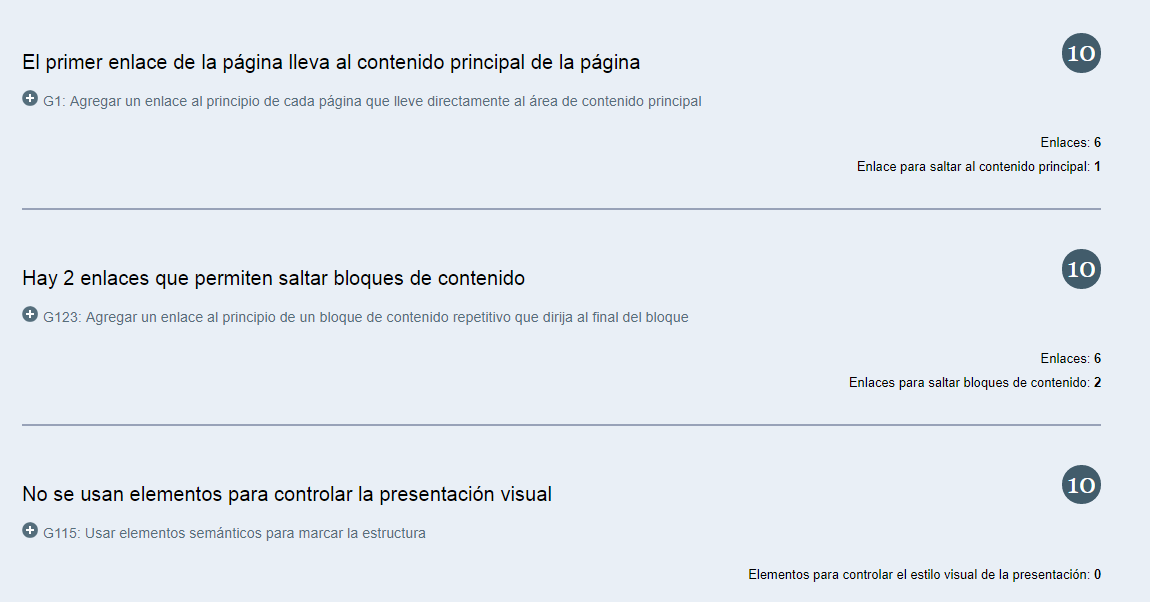 El primer enlace de la página lleva al contenido principal de la página
10
G1: Agregar un enlace al principio de cada página que lleve directamente al área de contenido principal
Enlaces: 6
Enlace para saltar al contenido principal: 1
Hay 2 enlaces que permiten saltar bloques de contenido
10
G123: Agregar un enlace al principio de un bloque de contenido repetitivo que dirija al final del bloque
Enlaces: 6
Enlaces para saltar bloques de contenido: 2
No se usan elementos para controlar la presentación visual
10
G115: Usar elementos semánticos para marcar la estructura
Elementos para controlar el estilo visual de la presentación: 0